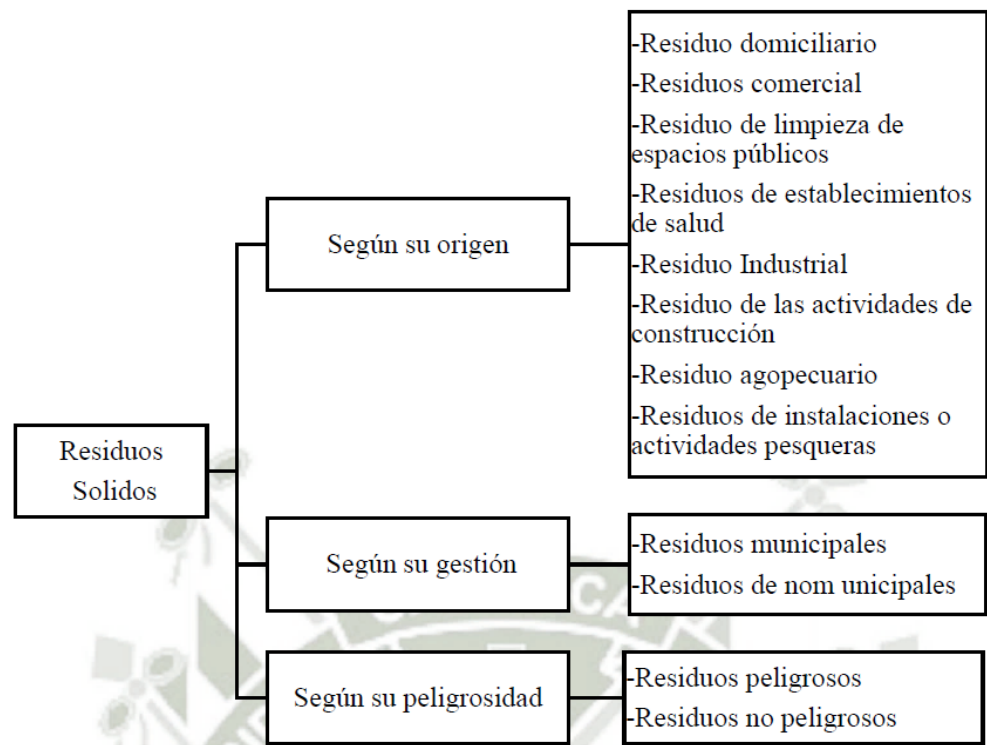 Residuos
Solidos
Según su origen
-Residuo domiciliario
-Residuos comercial
-Residuo de limpieza de
espacios públicos
-Residuos de establecimientos
de salud
-Residuo Industrial
-Residuo de las actividades de
construcción
-Residuo agopecuario
-Residuos de instalaciones o
actividades pesqueras
Según su gestión
-Residuos municipales
-Residuos de nom unicipales
Según su peligrosidad
-Residuos peligrosos
-Residuos no peligrosos